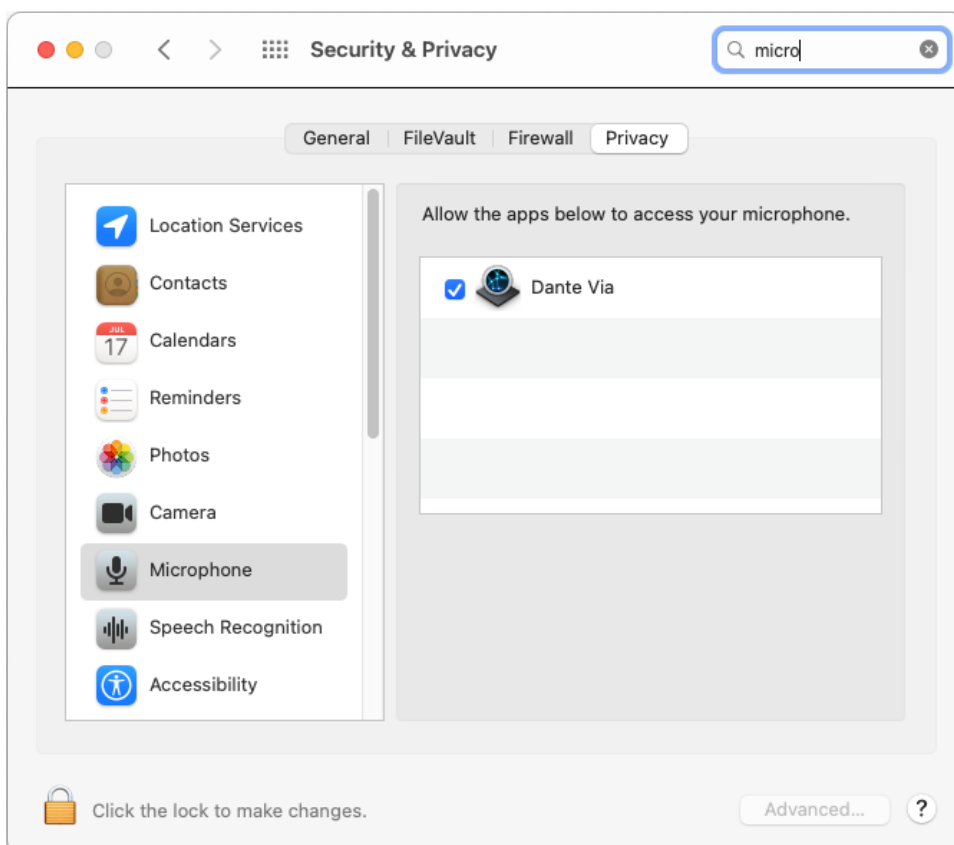 Security & Privacy
micro
General FileVault Firewall Privacy
Location Services
Contacts
JUL
17
Calendars
Reminders
Photos
Camera
Microphone
Speech Recognition
Accessibility
Allow the apps below to access your microphone.
Dante Via
Click the lock to make changes.
Advanced...
?